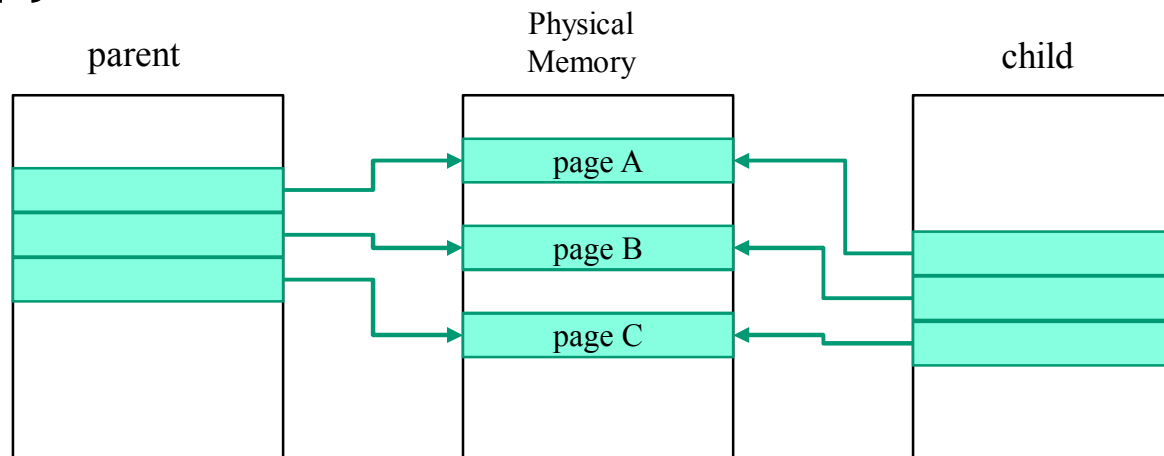 parent
Physical
Memory
child
page A
page B
page C